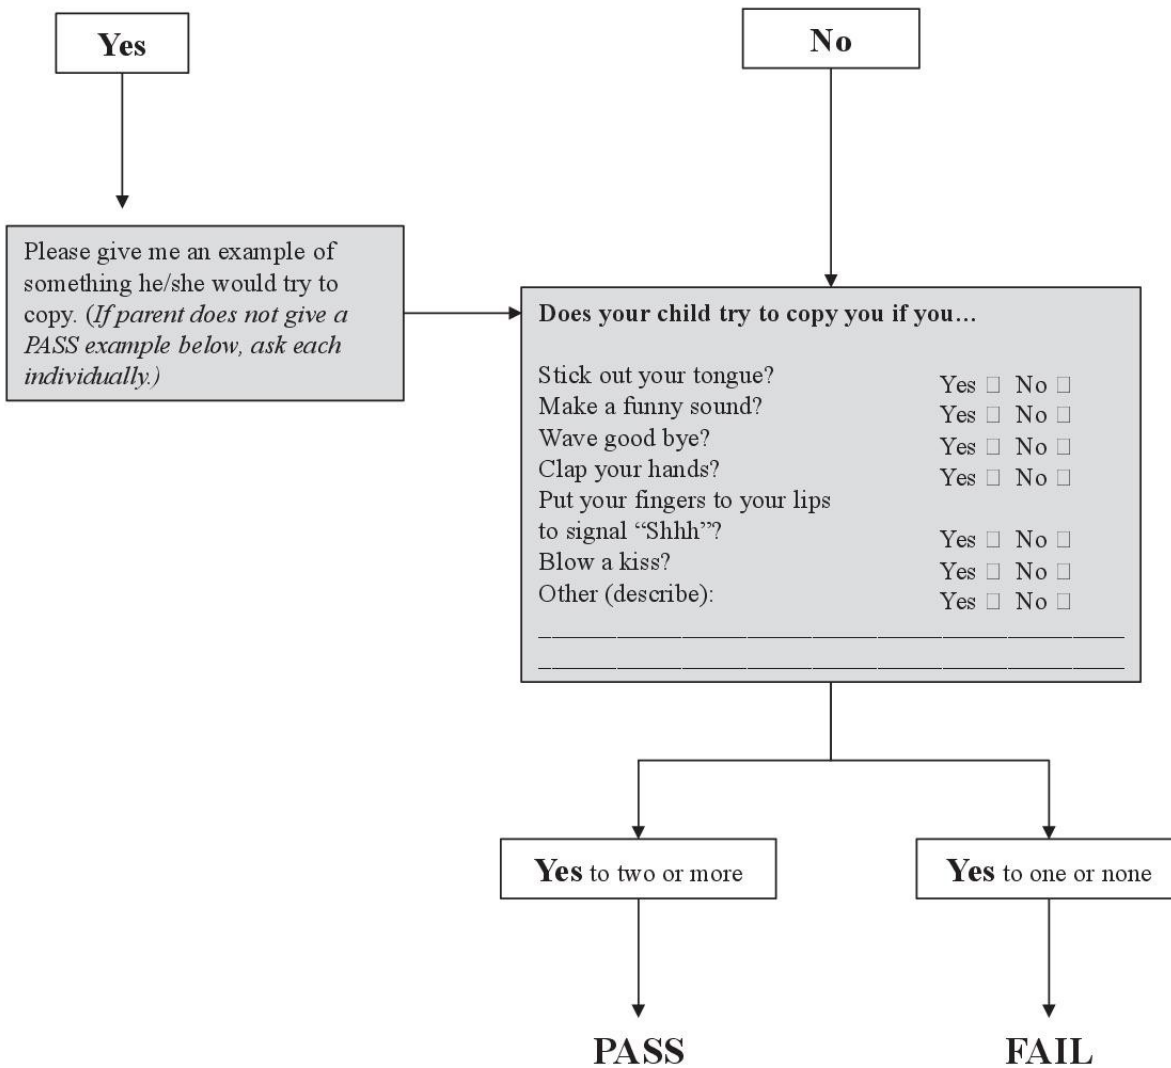 Yes
No
Please give me an example of
something he/she would try to
copy. (If parent does not give a
PASS example below, ask each
individually.)
Does your child try to copy you if you…
Stick out your tongue? Yes □ No □
Make a funny sound? Yes □ No □
Wave good bye? Yes □ No □
Clap your hands? Yes □ No □
Put your fingers to your lips
to signal “Shhh”? Yes □ No □
Blow a kiss? Yes □ No □
Other (describe): Yes □ No □
Yes to two or more
Yes to one or none
PASS
FAIL